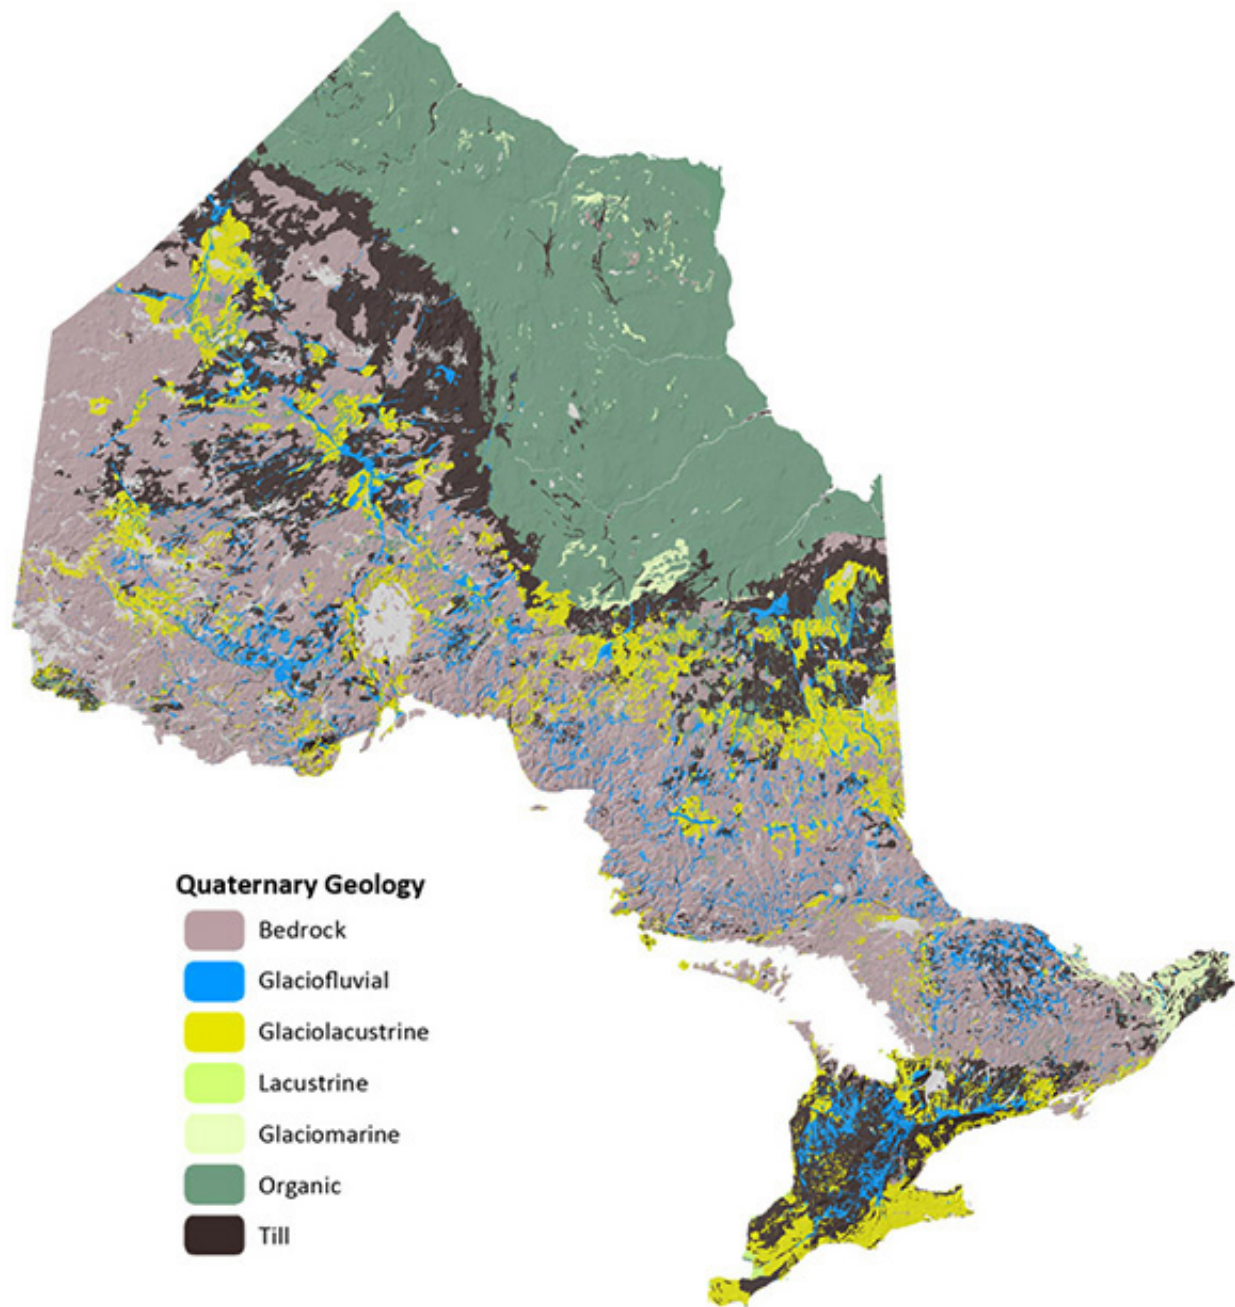 Quaternary Geology
Bedrock
Glaciofluvial
Glaciolacustrine
Lacustrine
Glaciomarine
Organic
Till